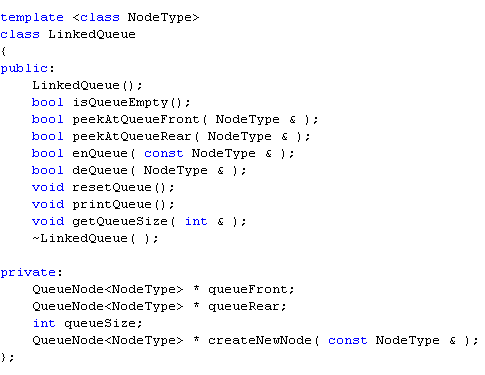 template <class NodeType>
class LinkedQueue
{
public:
    LinkedQueue();
    bool isQueueEmpty();
    bool peekAtQueueFront( NodeType & );
    bool peekAtQueueRear( NodeType & );
    bool enQueue( const NodeType & );
    bool deQueue( NodeType & );
    void resetQueue();
    void printQueue();
    void getQueueSize( int & );
    ~LinkedQueue( );

private:
    QueueNode<NodeType> * queueFront;
    QueueNode<NodeType> * queueRear;
    int queueSize;
    QueueNode<NodeType> * createNewNode( const NodeType & );
};